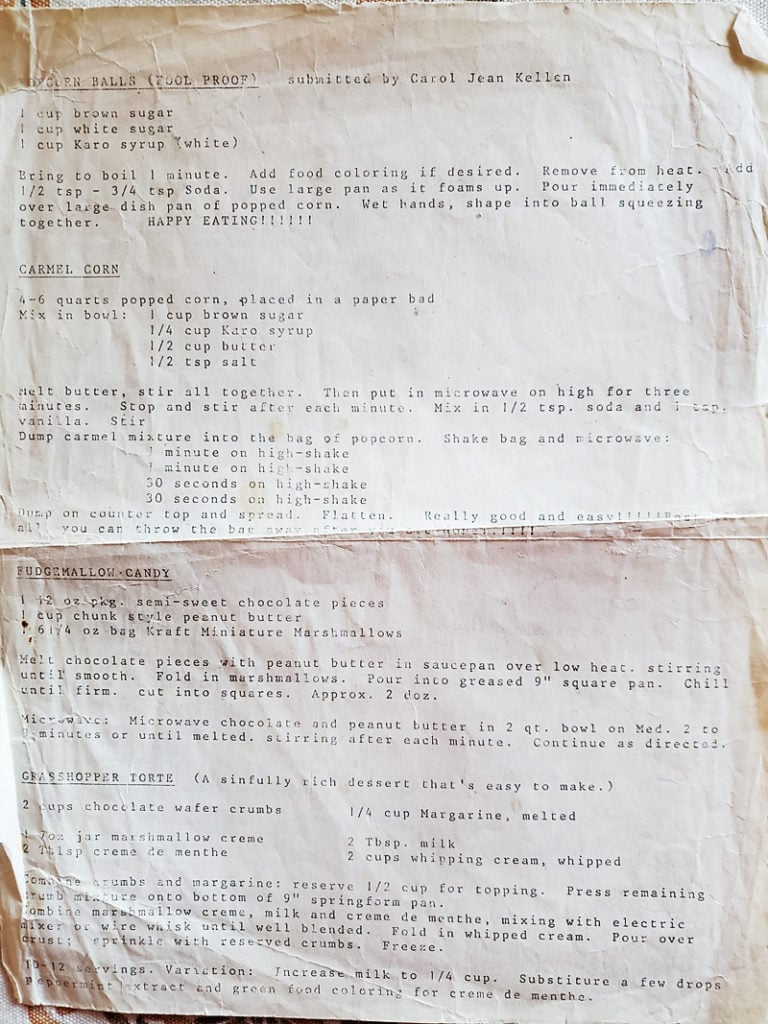 POPCORN BALLS (FOOL PROOF) submitted by Carol Jean Kellen
1 cup brown sugar
1 cup white sugar
1 cup Karo syrup (white)
Bring to boil 1 minute. Add food coloring if desired. Remove from heat. Add
1/2 tsp - 3/4 tsp Soda. Use large pan as it foams up. Pour immediately
over large dish pan of popped corn. Wet hands, shape into ball squeezing
together. HAPPY EATING!!!!!!
CARMEL CORN
4-6 quarts popped corn, placed in a paper bad
Mix in bowl: 1 cup brown sugar
1/4 cup Karo syrup
1/2 cup butter
1/2 tsp salt
Melt butter, stir all together. Then put in microwave on high for three
minutes. Stop and stir after each minute. Mix in 1/2 tsp. soda and 1 tsp.
vanilla. Stir
Dump carmel mixture into the bag of popcorn. Shake bag and microwave:
1 minute on high-shake
1 minute on high-shake
30 seconds on high-shake
30 seconds on high-shake
Dump on counter top and spread. Flatten. Really good and easy!!!!!
all you can throw the bag away after
FUDGEMALLOW CANDY
1 12 oz pkg. semi-sweet chocolate pieces
1 cup chunk style peanut butter
1 6 1/4 oz bag Kraft Miniature Marshmallows
Melt chocolate pieces with peanut butter in saucepan over low heat. stirring
until smooth. Fold in marshmallows. Pour into greased 9" square pan. Chill
until firm. cut into squares. Approx. 2 doz.
Microwave: Microwave chocolate and peanut butter in 2 qt. bowl on Med. 2 to
minutes or until melted. stirring after each minute. Continue as directed.
GRASSHOPPER TORTE (A sinfully rich dessert that's easy to make.)
2 cups chocolate wafer crumbs 1/4 cup Margarine, melted
1 7oz jar marshmallow creme 2 Tbsp. milk
2 Tblsp creme de menthe 2 cups whipping cream, whipped
Combine crumbs and margarine: reserve 1/2 cup for topping. Press remaining
crumb mixture onto bottom of 9" springform pan.
Combine marshmallow creme, milk and creme de menthe, mixing with electric
mixer or wire whisk until well blended. Fold in whipped cream. Pour over
crust; sprinkle with reserved crumbs. Freeze.
10-12 servings. Variation: Increase milk to 1/4 cup. Substiture a few drops
peppermint extract and green food coloring for creme de menthe.